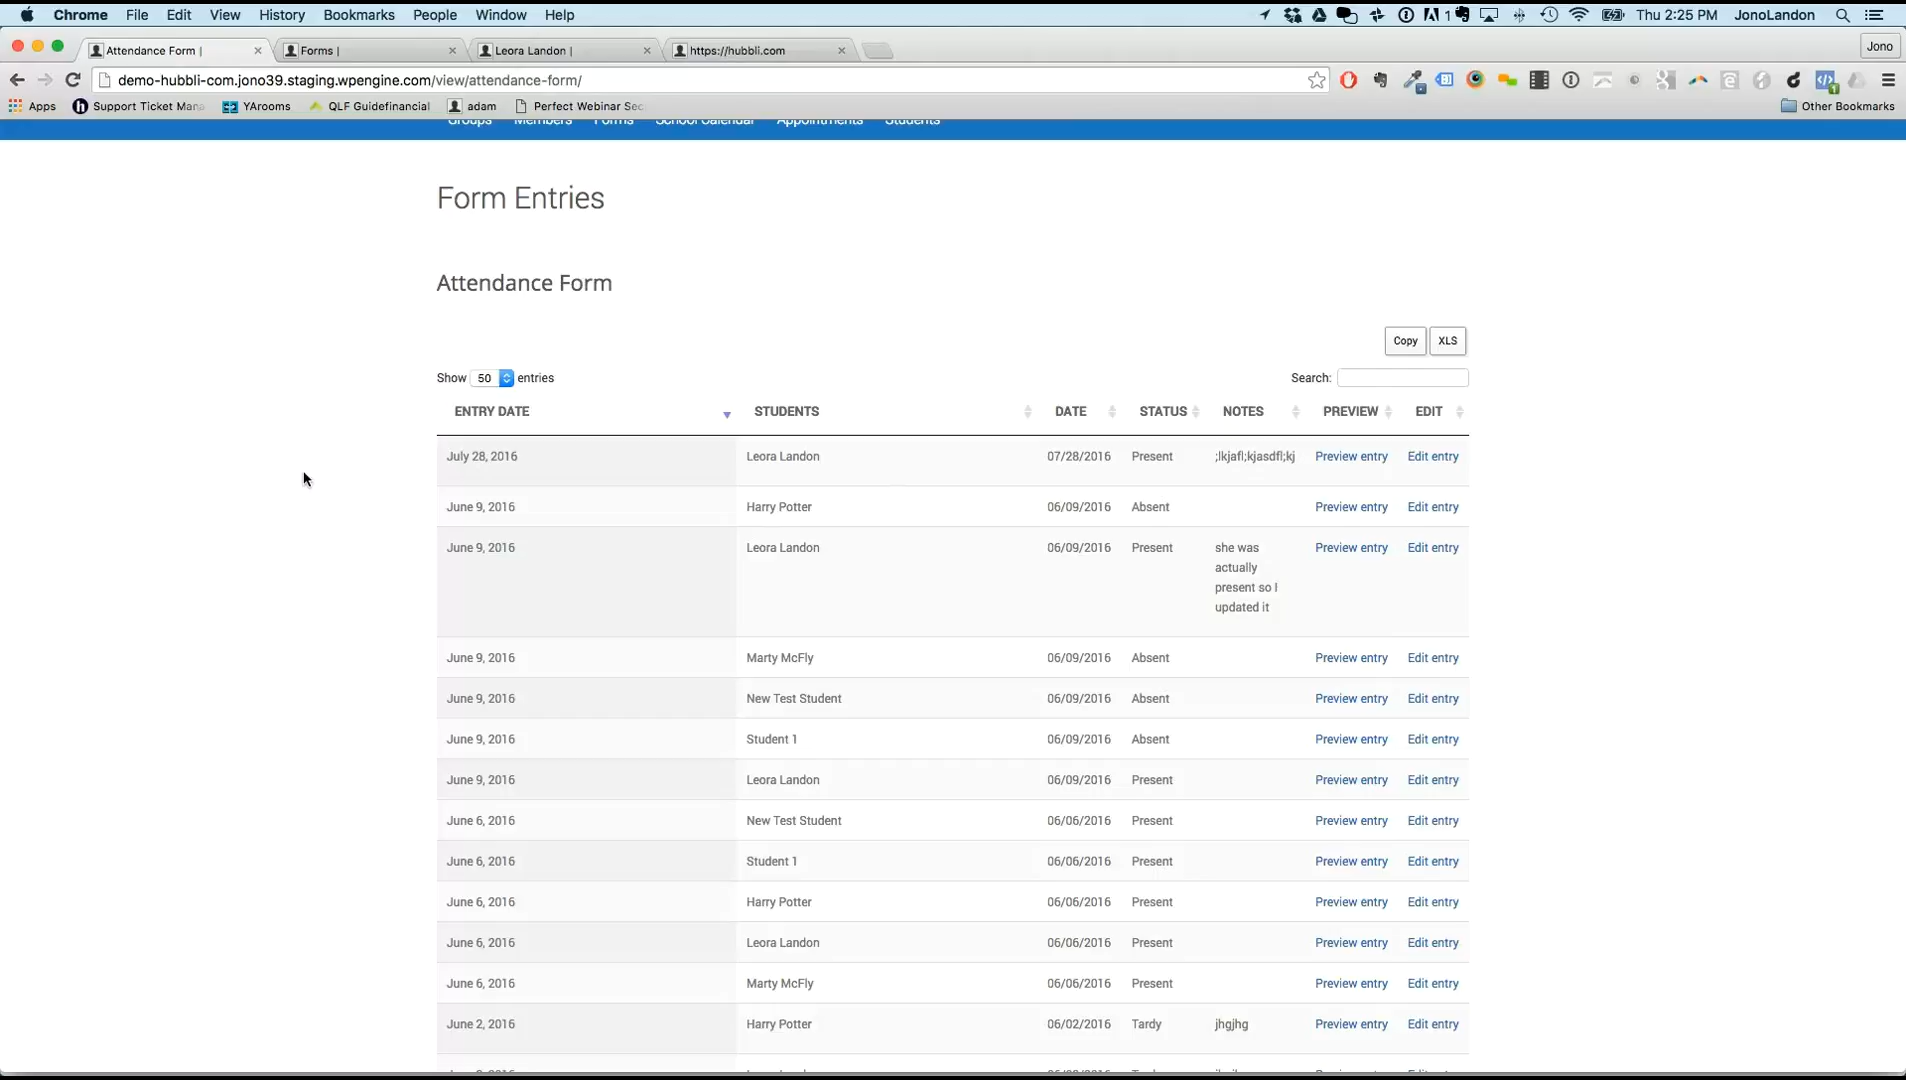 Chrome File Edit View History Bookmarks People Window Help 1 Thu 2:25 PM JonoLandon
Attendance Form | Forms | Leora Landon | https://hubbli.com Jono
demo-hubbli-com.jono39.staging.wpengine.com/view/attendance-form/
Apps Support Ticket Mana YArooms QLF Guidefinancial adam Perfect Webinar Sec Other Bookmarks
Groups Members Forms School Calendar Appointments Students
Form Entries
Attendance Form
Copy XLS
Show 50 entries Search:
ENTRY DATE STUDENTS DATE STATUS NOTES PREVIEW EDIT
July 28, 2016 Leora Landon 07/28/2016 Present ;lkjafl;kjasdfl;kj Preview entry Edit entry
June 9, 2016 Harry Potter 06/09/2016 Absent Preview entry Edit entry
June 9, 2016 Leora Landon 06/09/2016 Present she was Preview entry Edit entry
actually
present so I
updated it
June 9, 2016 Marty McFly 06/09/2016 Absent Preview entry Edit entry
June 9, 2016 New Test Student 06/09/2016 Absent Preview entry Edit entry
June 9, 2016 Student 1 06/09/2016 Absent Preview entry Edit entry
June 9, 2016 Leora Landon 06/09/2016 Present Preview entry Edit entry
June 6, 2016 New Test Student 06/06/2016 Present Preview entry Edit entry
June 6, 2016 Student 1 06/06/2016 Present Preview entry Edit entry
June 6, 2016 Harry Potter 06/06/2016 Present Preview entry Edit entry
June 6, 2016 Leora Landon 06/06/2016 Present Preview entry Edit entry
June 6, 2016 Marty McFly 06/06/2016 Present Preview entry Edit entry
June 2, 2016 Harry Potter 06/02/2016 Tardy jhgjhg Preview entry Edit entry